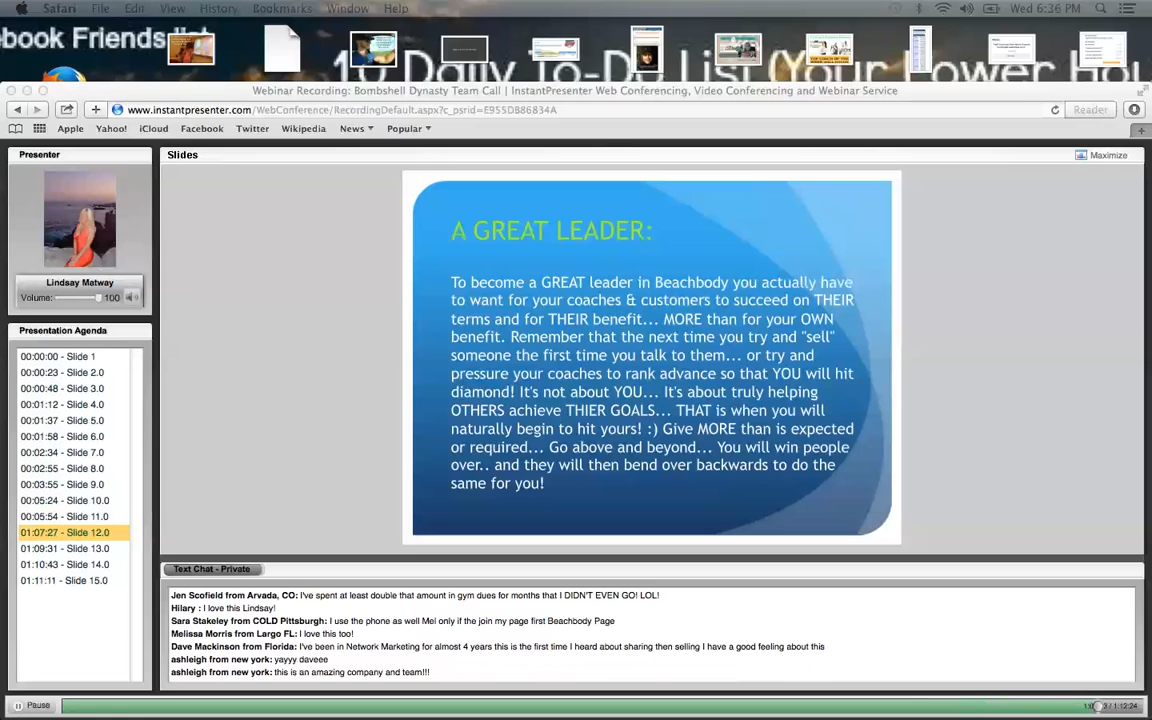 Safari File Edit View History Bookmarks Window Help Wed 6:36 PM
ebook Friends list
10 Daily To-Do List (Your Power Ho
Webinar Recording: Bombshell Dynasty Team Call | InstantPresenter Web Conferencing, Video Conferencing and Webinar Service
www.instantpresenter.com/WebConference/RecordingDefault.aspx?c_psrid=E955DB86834A
Reader
Apple Yahoo! iCloud Facebook Twitter Wikipedia News Popular
Presenter
Lindsay Matway
Volume: 100
Presentation Agenda
00:00:00 - Slide 1
00:00:23 - Slide 2.0
00:00:48 - Slide 3.0
00:01:12 - Slide 4.0
00:01:37 - Slide 5.0
00:01:58 - Slide 6.0
00:02:34 - Slide 7.0
00:02:55 - Slide 8.0
00:03:55 - Slide 9.0
00:05:24 - Slide 10.0
00:05:54 - Slide 11.0
01:07:27 - Slide 12.0
01:09:31 - Slide 13.0
01:10:43 - Slide 14.0
01:11:11 - Slide 15.0
Slides
Maximize
A GREAT LEADER:
To become a GREAT leader in Beachbody you actually have
to want for your coaches & customers to succeed on THEIR
terms and for THEIR benefit... MORE than for your OWN
benefit. Remember that the next time you try and "sell"
someone the first time you talk to them... or try and
pressure your coaches to rank advance so that YOU will hit
diamond! It's not about YOU... It's about truly helping
OTHERS achieve THIER GOALS... THAT is when you will
naturally begin to hit yours! :) Give MORE than is expected
or required... Go above and beyond... You will win people
over.. and they will then bend over backwards to do the
same for you!
Text Chat - Private
Jen Scofield from Arvada, CO: I've spent at least double that amount in gym dues for months that I DIDN'T EVEN GO! LOL!
Hilary : I love this Lindsay!
Sara Stakeley from COLD Pittsburgh: I use the phone as well Mel only if the join my page first Beachbody Page
Melissa Morris from Largo FL: I love this too!
Dave Mackinson from Florida: I've been in Network Marketing for almost 4 years this is the first time I heard about sharing then selling I have a good feeling about this
ashleigh from new york: yayyy daveee
ashleigh from new york: this is an amazing company and team!!!
Pause
/ 1:12:24